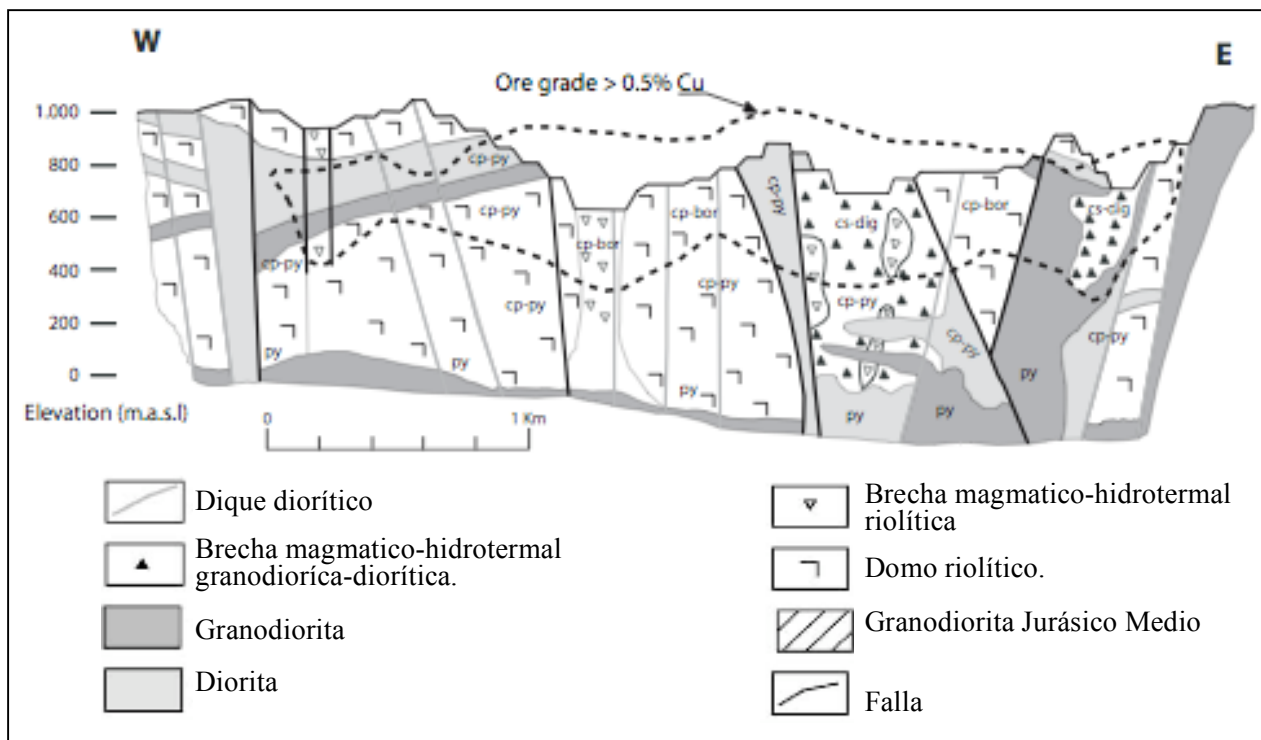 W
E
Ore grade > 0.5% Cu
1.000
800
600
400
200
0
Elevation (m.a.s.l)
cp-py
cp-py
cp-py
cp-py
py
py
cp-bor
cp-bor
cp-py
py
cp-py
cs-dig
cp-py
py
cp-py
py
cp-bor
py
cs-dig
cp-py
0
1 Km
Dique diorítico
Brecha magmatico-hidrotermal
granodioríca-diorítica.
Granodiorita
Diorita
Brecha magmatico-hidrotermal
riolítica
Domo riolítico.
Granodiorita Jurásico Medio
Falla